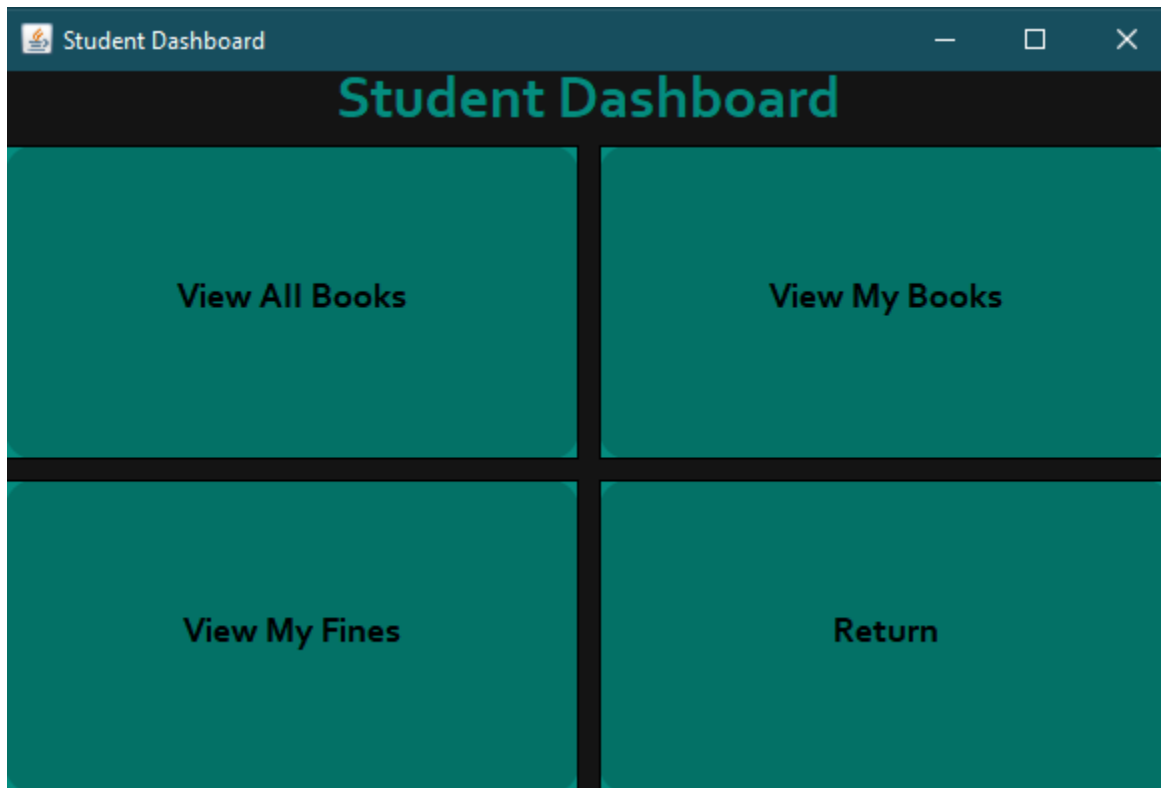 Student Dashboard
Student Dashboard
View All Books
View My Books
View My Fines
Return